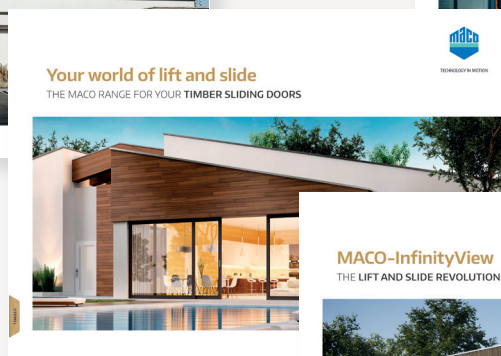 maco
TECHNOLOGY IN MOTION
Your world of lift and slide
THE MACO RANGE FOR YOUR TIMBER SLIDING DOORS
MACO-InfinityView
THE LIFT AND SLIDE REVOLUTION
TIMBER